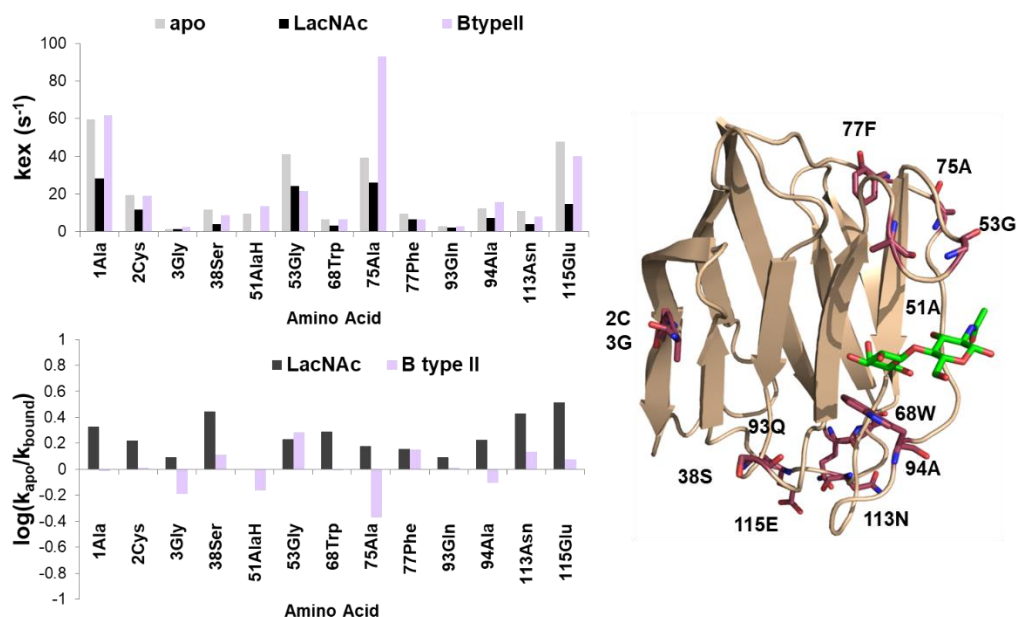 apo LacNAc BtypeII
kex (s-1)
100
80
60
40
20
0
1Ala 2Cys 3Gly 38Ser 51AlaH 53Gly 68Trp 75Ala 77Phe 93Gln 94Ala 113Asn 115Glu
Amino Acid
LacNAc B type II
log(kapo/kbound)
1
0.8
0.6
0.4
0.2
0
-0.2
-0.4
-0.6
-0.8
-1
1Ala 2Cys 3Gly 38Ser 51AlaH 53Gly 68Trp 75Ala 77Phe 93Gln 94Ala 113Asn 115Glu
Amino Acid
77F
75A
53G
51A
2C
3G
68W
93Q
94A
38S
113N
115E